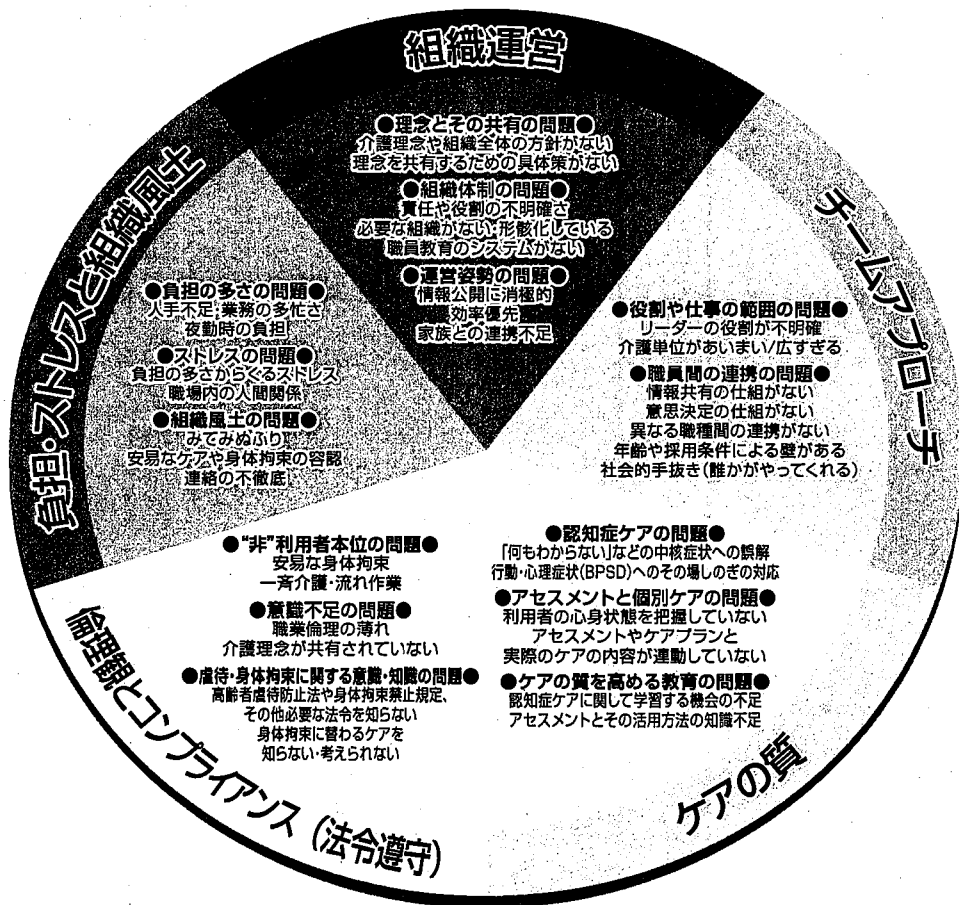 組織運営
●理念とその共有の問題●
介護理念や組織全体の方針がない
理念を共有するための具体策がない
●組織体制の問題●
責任や役割の不明確さ
必要な組織がない・形骸化している
職員教育のシステムがない
●運営姿勢の問題●
情報公開に消極的
効率優先
家族との連携不足
チームアプローチ
●役割や仕事の範囲の問題●
リーダーの役割が不明確
介護単位があいまい/広すぎる
●職員間の連携の問題●
情報共有の仕組がない
意思決定の仕組がない
異なる職種間の連携がない
年齢や採用条件による壁がある
社会的手抜き(誰かがやってくれる)
ケアの質
●認知症ケアの問題●
「何もわからない」などの中核症状への誤解
行動・心理症状(BPSD)へのその場しのぎの対応
●アセスメントと個別ケアの問題●
利用者の心身状態を把握していない
アセスメントやケアプランと
実際のケアの内容が連動していない
●ケアの質を高める教育の問題●
認知症ケアに関して学習する機会の不足
アセスメントとその活用方法の知識不足
倫理観とコンプライアンス(法令遵守)
●“非”利用者本位の問題●
安易な身体拘束
一斉介護・流れ作業
●意識不足の問題●
職業倫理の薄れ
介護理念が共有されていない
●虐待・身体拘束に関する意識・知識の問題●
高齢者虐待防止法や身体拘束禁止規定、
その他必要な法令を知らない
身体拘束に替わるケアを
知らない・考えられない
負担・ストレスと組織風土
●負担の多さの問題●
人手不足・業務の多忙さ
夜勤時の負担
●ストレスの問題●
負担の多さからくるストレス
職場内の人間関係
●組織風土の問題●
みてみぬふり
安易なケアや身体拘束の容認
連絡の不徹底